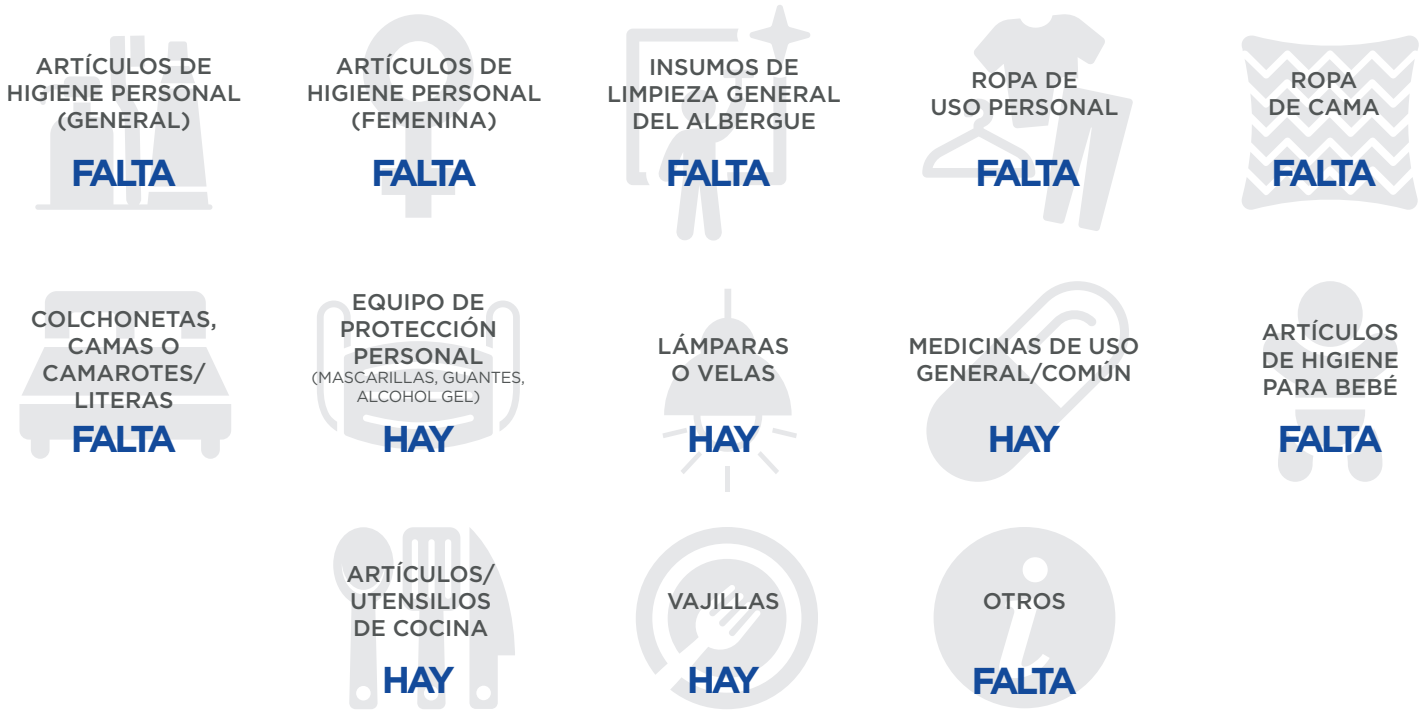 ARTÍCULOS DE
HIGIENE PERSONAL
(GENERAL)
FALTA
ARTÍCULOS DE
HIGIENE PERSONAL
(FEMENINA)
FALTA
INSUMOS DE
LIMPIEZA GENERAL
DEL ALBERGUE
FALTA
ROPA DE
USO PERSONAL
FALTA
ROPA
DE CAMA
FALTA
COLCHONETAS,
CAMAS O
CAMAROTES/
LITERAS
FALTA
EQUIPO DE
PROTECCIÓN
PERSONAL
(MASCARILLAS, GUANTES,
ALCOHOL GEL)
HAY
LÁMPARAS
O VELAS
HAY
MEDICINAS DE USO
GENERAL/COMÚN
HAY
ARTÍCULOS
DE HIGIENE
PARA BEBÉ
FALTA
ARTÍCULOS/
UTENSILIOS
DE COCINA
HAY
VAJILLAS
HAY
OTROS
FALTA